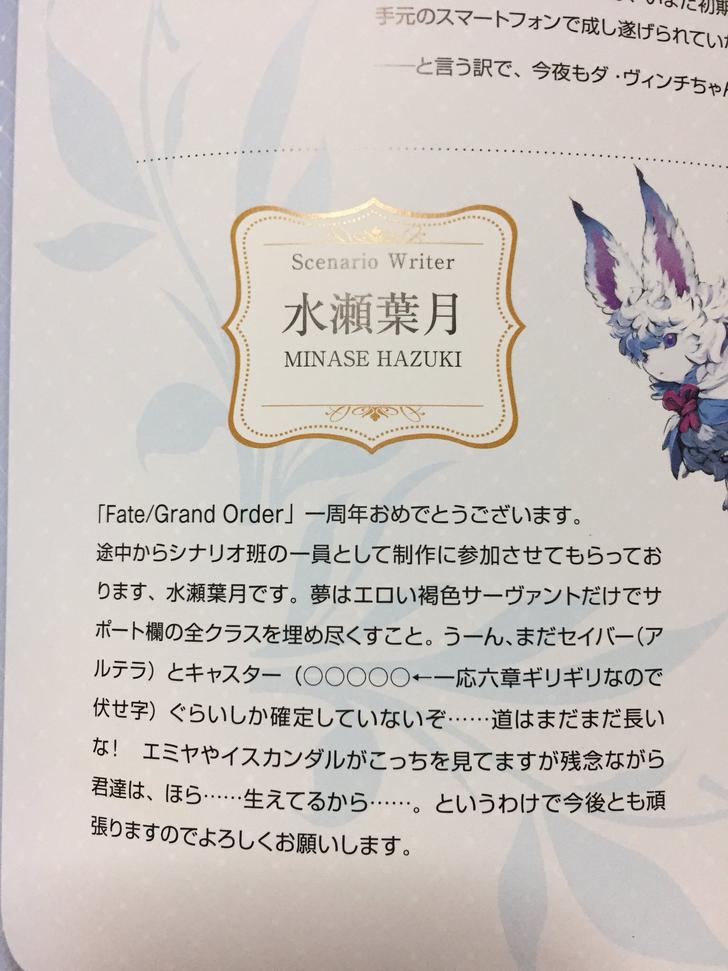 手元のスマートフォンで成し遂げられていた
──と言う訳で、今夜もダ・ヴィンチちゃん
Scenario Writer
水瀬葉月
MINASE HAZUKI
「Fate/Grand Order」一周年おめでとうございます。
途中からシナリオ班の一員として制作に参加させてもらってお
ります、水瀬葉月です。夢はエロい褐色サーヴァントだけでサ
ポート欄の全クラスを埋め尽くすこと。うーん、まだセイバー（ア
ルテラ）とキャスター（○○○○○←一応六章ギリギリなので
伏せ字）ぐらいしか確定していないぞ……道はまだまだ長い
な！　エミヤやイスカンダルがこっちを見てますが残念ながら
君達は、ほら……生えてるから……。というわけで今後とも頑
張りますのでよろしくお願いします。